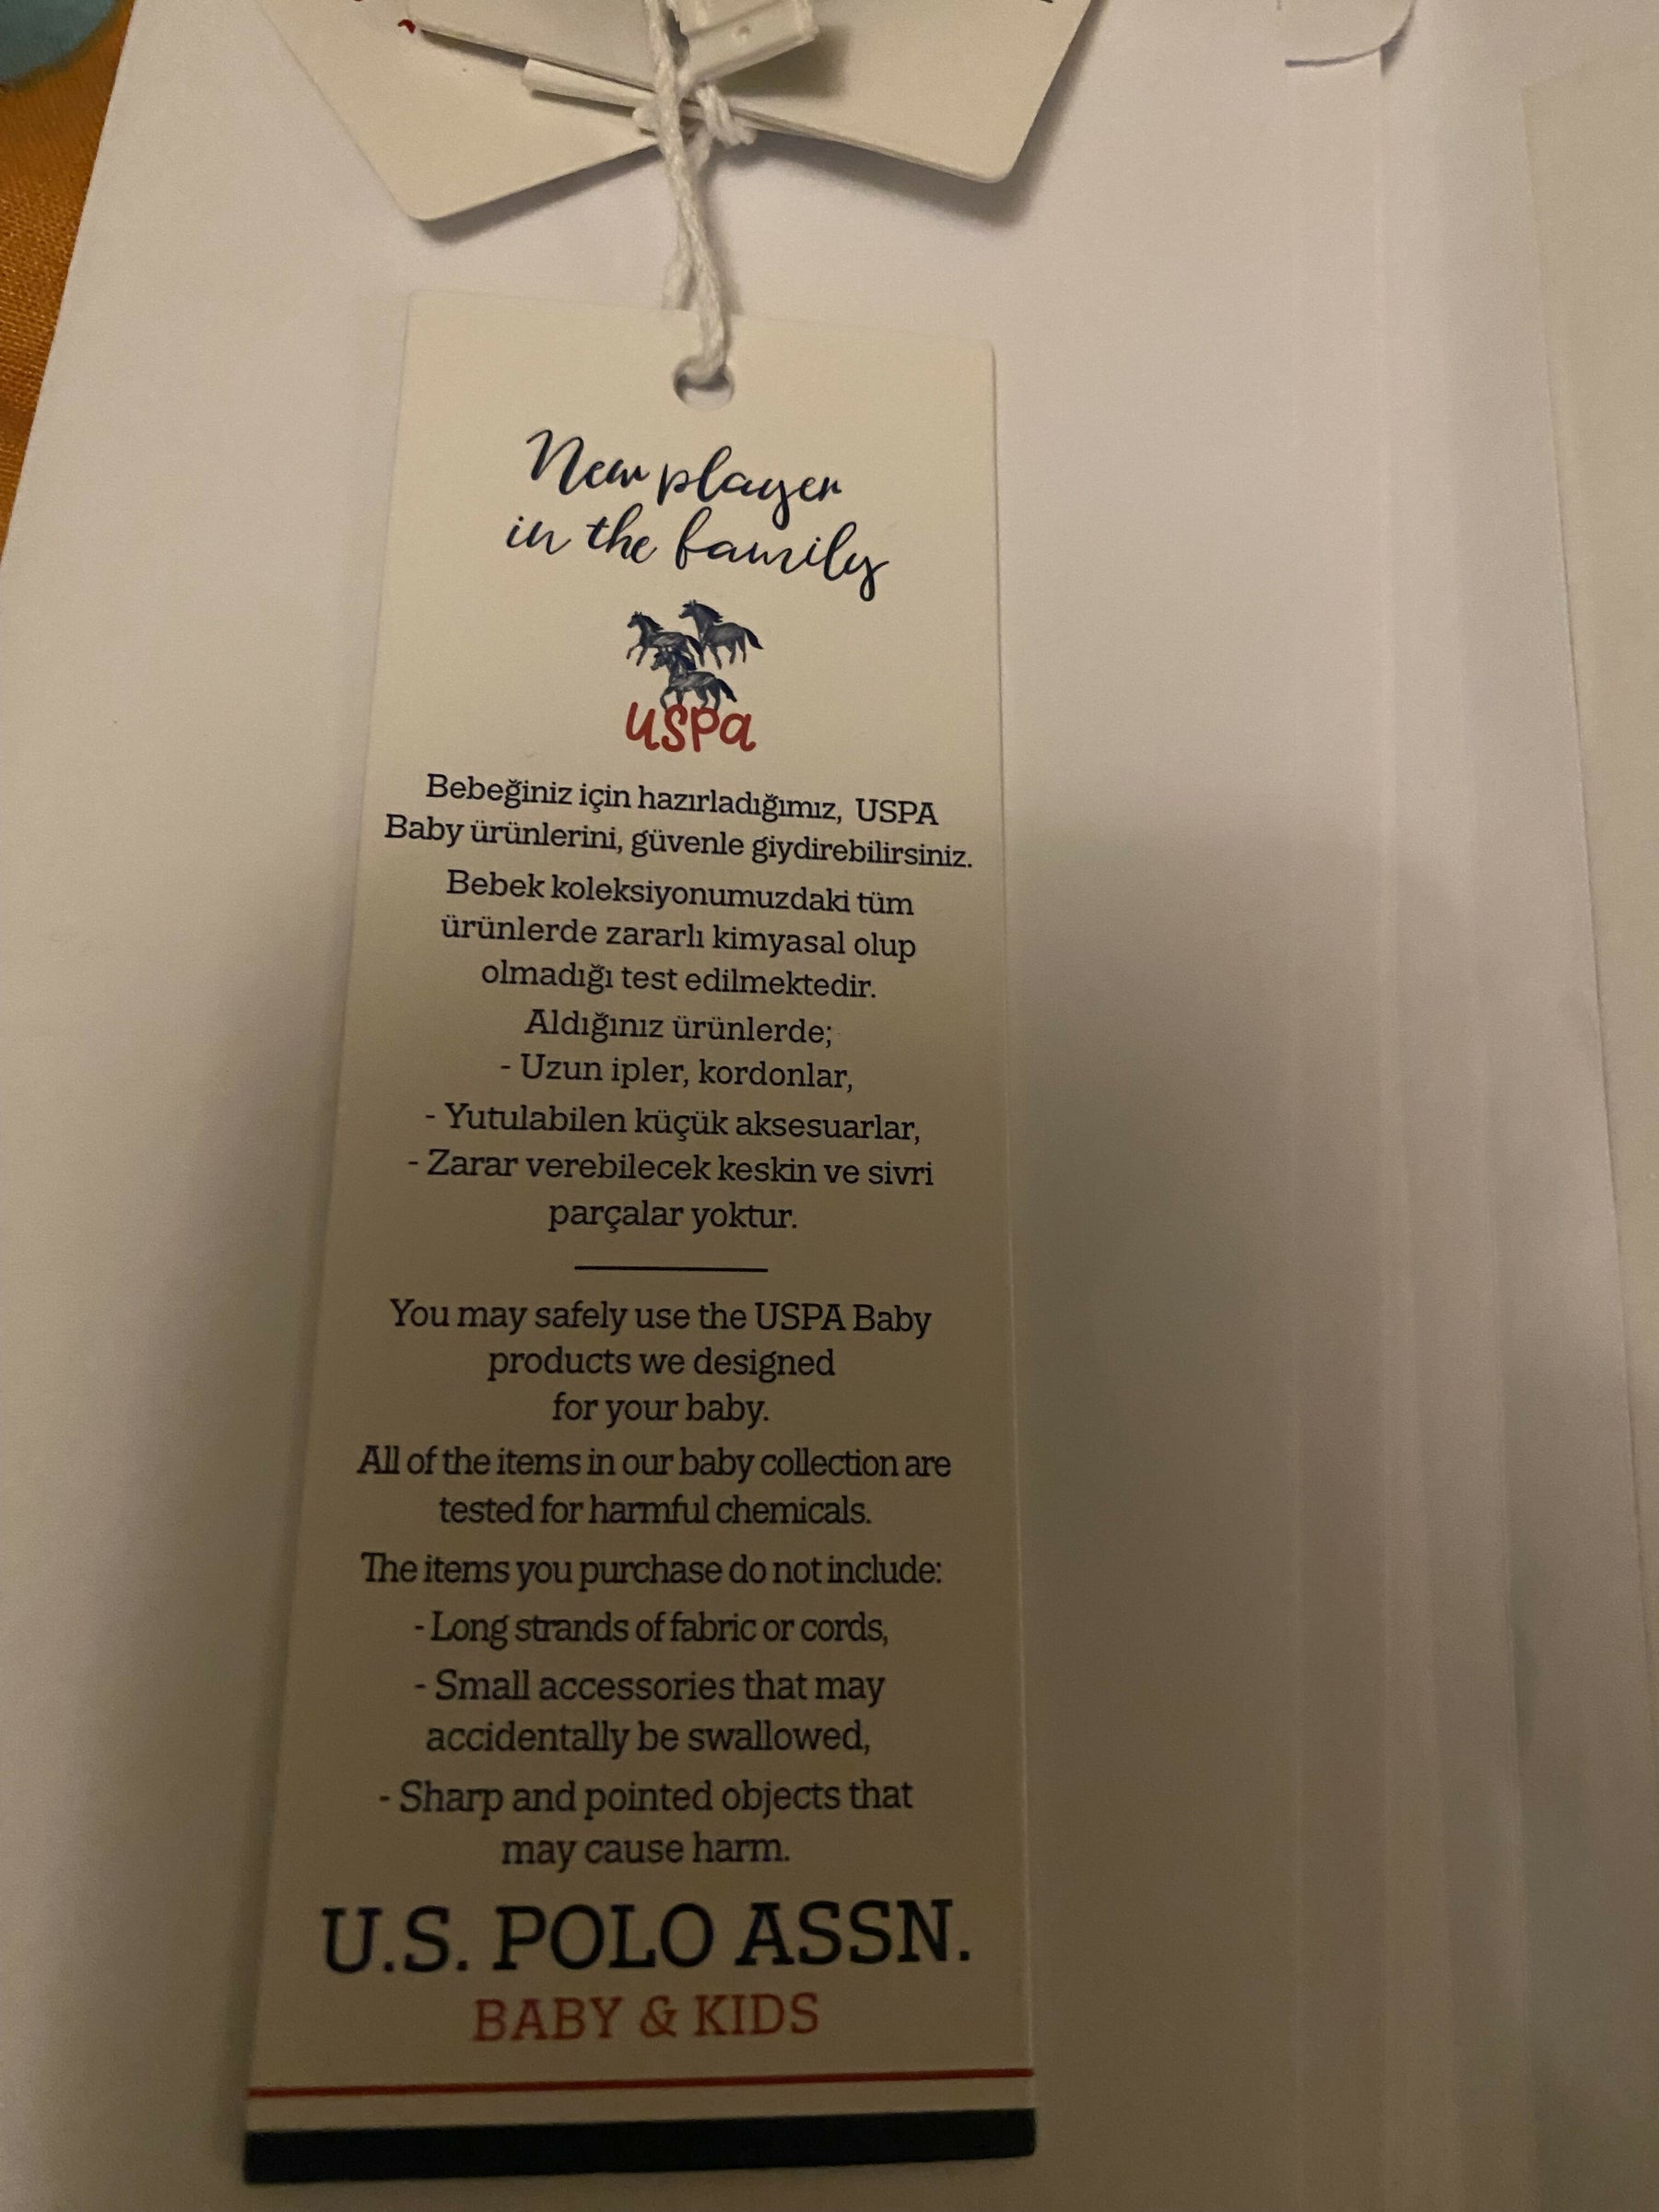 New player
in the family
uspa
Bebeğiniz için hazırladığımız, USPA
Baby ürünlerini, güvenle giydirebilirsiniz.
Bebek koleksiyonumuzdaki tüm
ürünlerde zararlı kimyasal olup
olmadığı test edilmektedir.
Aldığınız ürünlerde;
- Uzun ipler, kordonlar,
- Yutulabilen küçük aksesuarlar,
- Zarar verebilecek keskin ve sivri
parçalar yoktur.
You may safely use the USPA Baby
products we designed
for your baby.
All of the items in our baby collection are
tested for harmful chemicals.
The items you purchase do not include:
- Long strands of fabric or cords,
- Small accessories that may
accidentally be swallowed,
- Sharp and pointed objects that
may cause harm.
U.S. POLO ASSN.
BABY & KIDS